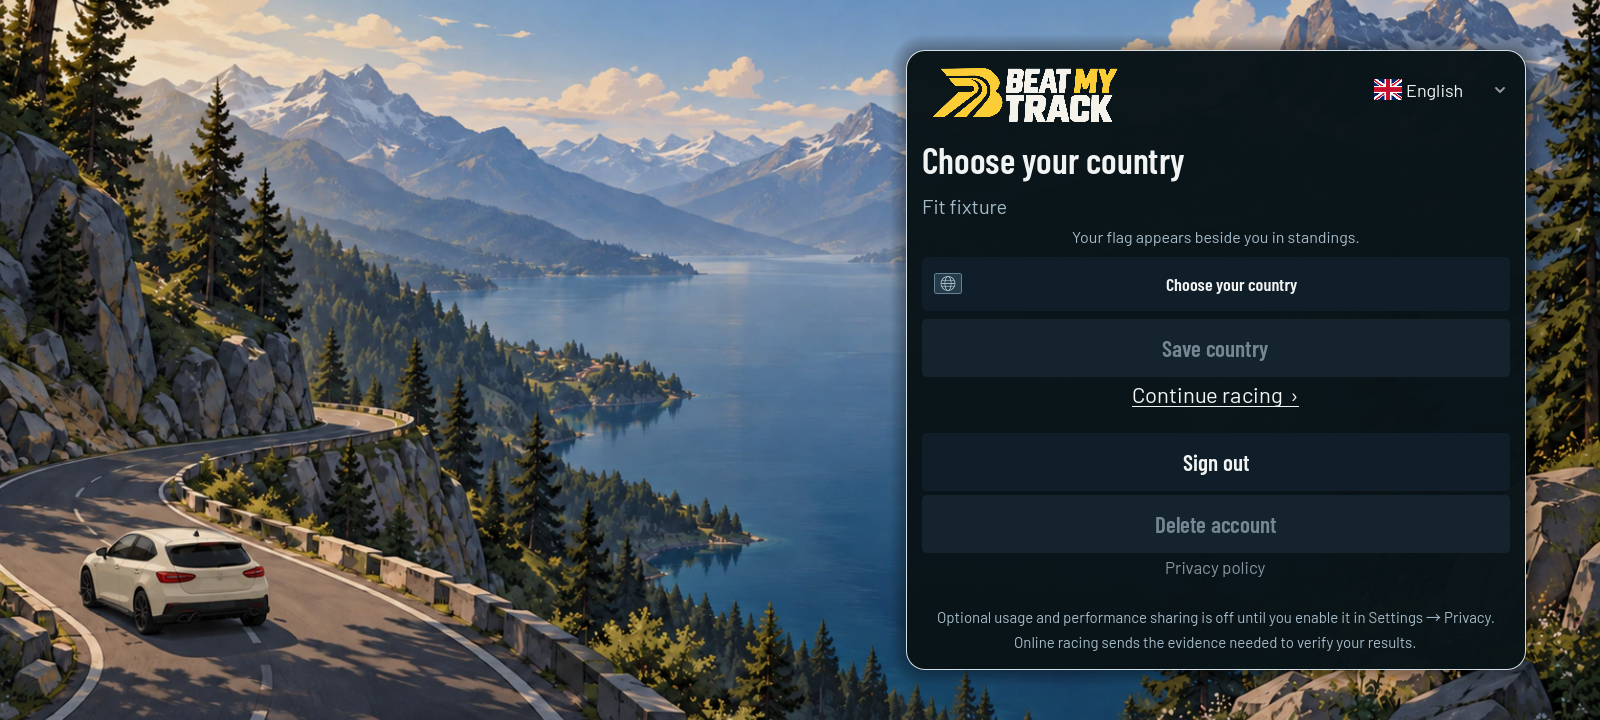 BEAT MY
TRACK
English
Choose your country
Fit fixture
Your flag appears beside you in standings.
Choose your country
Save country
Continue racing ›
Sign out
Delete account
Privacy policy
Optional usage and performance sharing is off until you enable it in Settings → Privacy.
Online racing sends the evidence needed to verify your results.